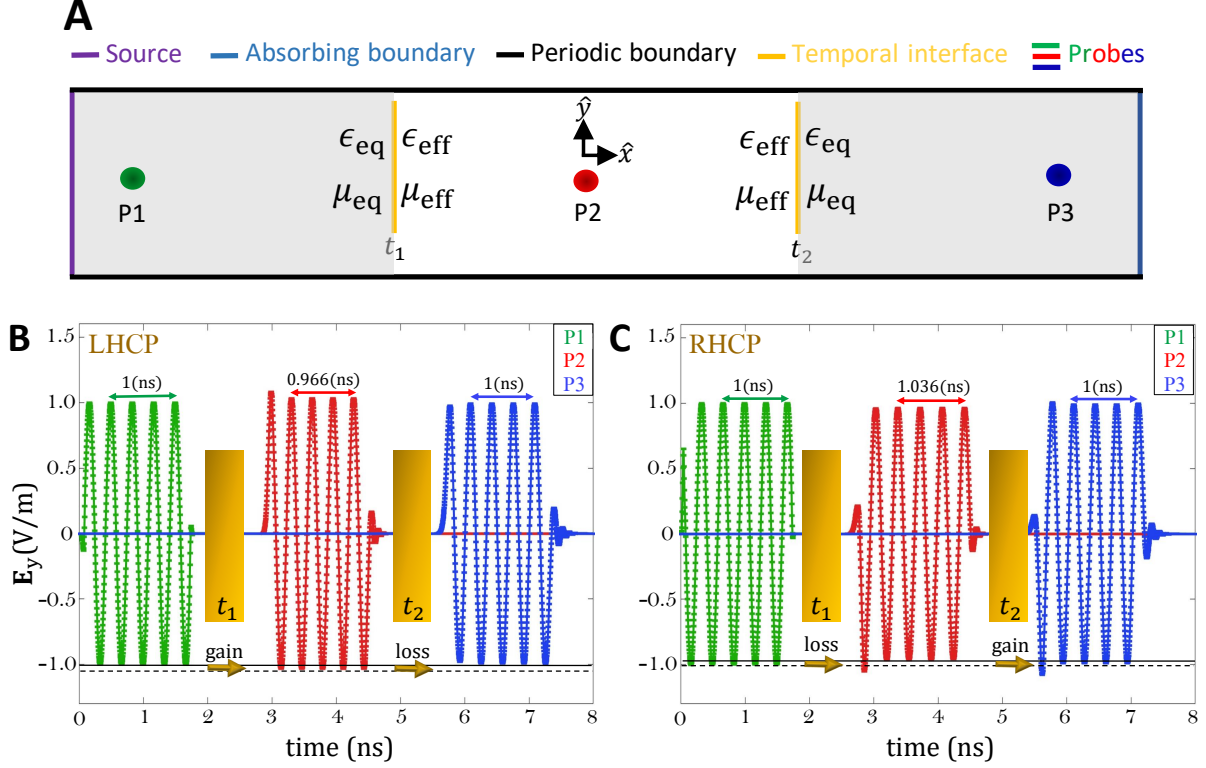 A
Source Absorbing boundary Periodic boundary Temporal interface Probes
ϵeq ϵeff ŷ x̂ ϵeff ϵeq
P1 μeq μeff P2 μeff μeq P3
t1 t2
B LHCP P1 P2 P3
1.5
1.0
0.5
0
−0.5
−1.0
Ey(V/m)
1(ns) 0.966(ns) 1(ns)
t1 t2
gain loss
0 1 2 3 4 5 6 7 8
time (ns)
C RHCP P1 P2 P3
1.5
1.0
0.5
0
−0.5
−1.0
1(ns) 1.036(ns) 1(ns)
t1 t2
loss gain
0 1 2 3 4 5 6 7 8
time (ns)